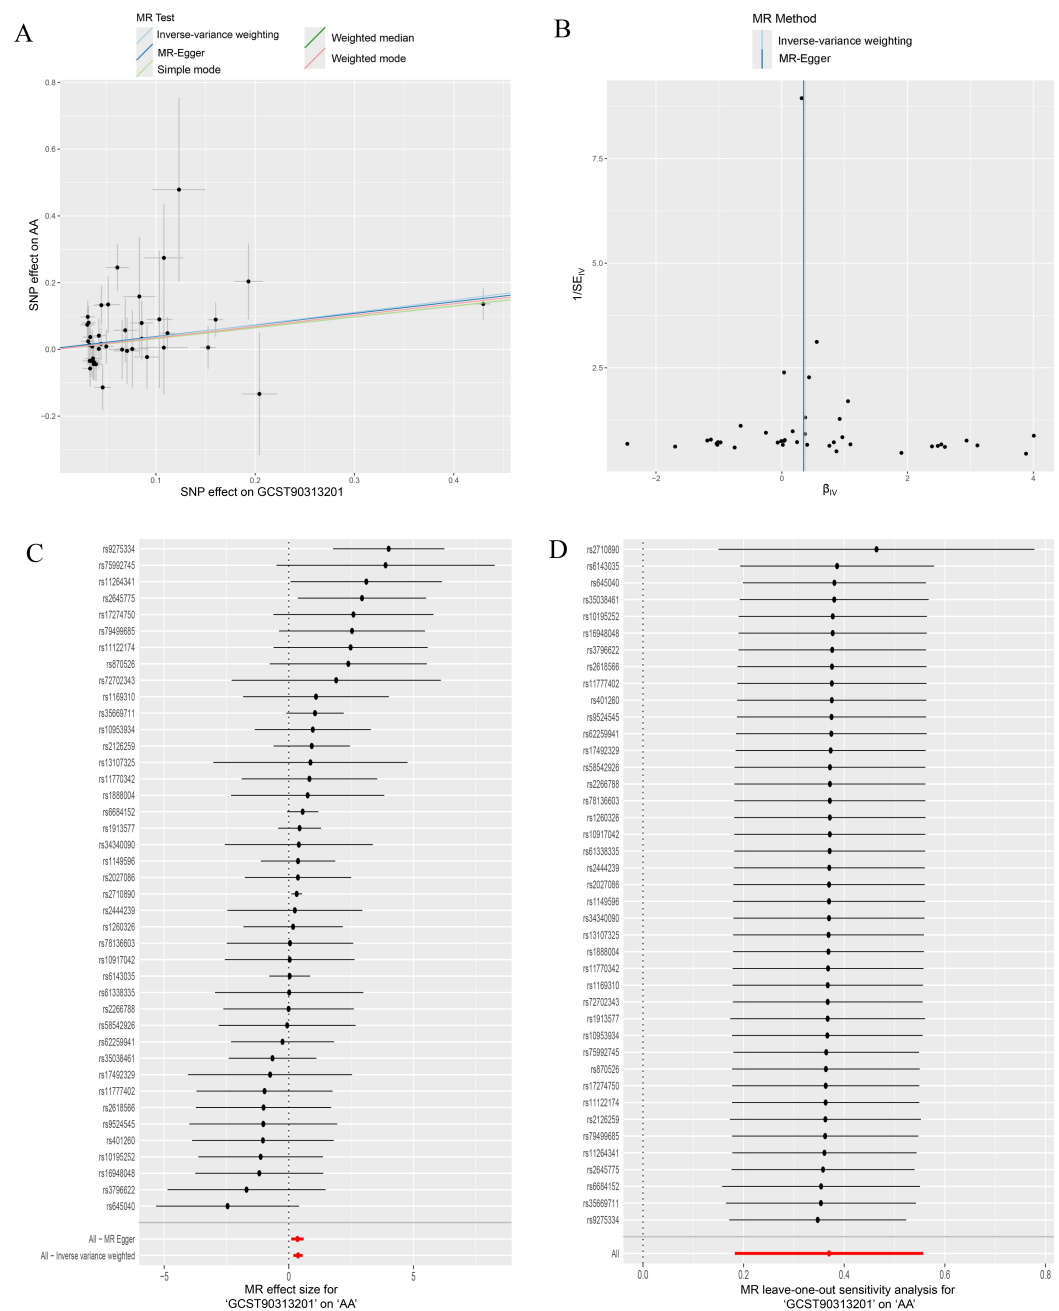 A
MR Test
Inverse-variance weighting
MR-Egger
Simple mode
Weighted median
Weighted mode
SNP effect on AA
0.8
0.6
0.4
0.2
0.0
−0.2
0.1
0.2
0.3
0.4
SNP effect on GCST90313201
B
MR Method
Inverse-variance weighting
MR-Egger
1/SEIV
7.5
5.0
2.5
−2
0
2
4
βIV
C
rs9275334
rs75992745
rs11264341
rs2645775
rs17274750
rs79499685
rs11122174
rs870526
rs72702343
rs1169310
rs35669711
rs10953934
rs2126259
rs13107325
rs11770342
rs1888004
rs6684152
rs1913577
rs34340090
rs1149596
rs2027086
rs2710890
rs2444239
rs1260326
rs78136603
rs10917042
rs6143035
rs61338335
rs2266788
rs58542926
rs62259941
rs35038461
rs17492329
rs11777402
rs2618566
rs9524545
rs401260
rs10195252
rs16948048
rs3796622
rs645040
All − MR Egger
All − Inverse variance weighted
−5
0
5
MR effect size for
‘GCST90313201’ on ‘AA’
D
rs2710890
rs6143035
rs645040
rs35038461
rs10195252
rs16948048
rs3796622
rs2618566
rs11777402
rs401260
rs9524545
rs62259941
rs17492329
rs58542926
rs2266788
rs78136603
rs1260326
rs10917042
rs61338335
rs2444239
rs2027086
rs1149596
rs34340090
rs13107325
rs1888004
rs11770342
rs1169310
rs72702343
rs1913577
rs10953934
rs75992745
rs870526
rs17274750
rs11122174
rs2126259
rs79499685
rs11264341
rs2645775
rs6684152
rs35669711
rs9275334
All
0.0
0.2
0.4
0.6
0.8
MR leave−one−out sensitivity analysis for
‘GCST90313201’ on ‘AA’